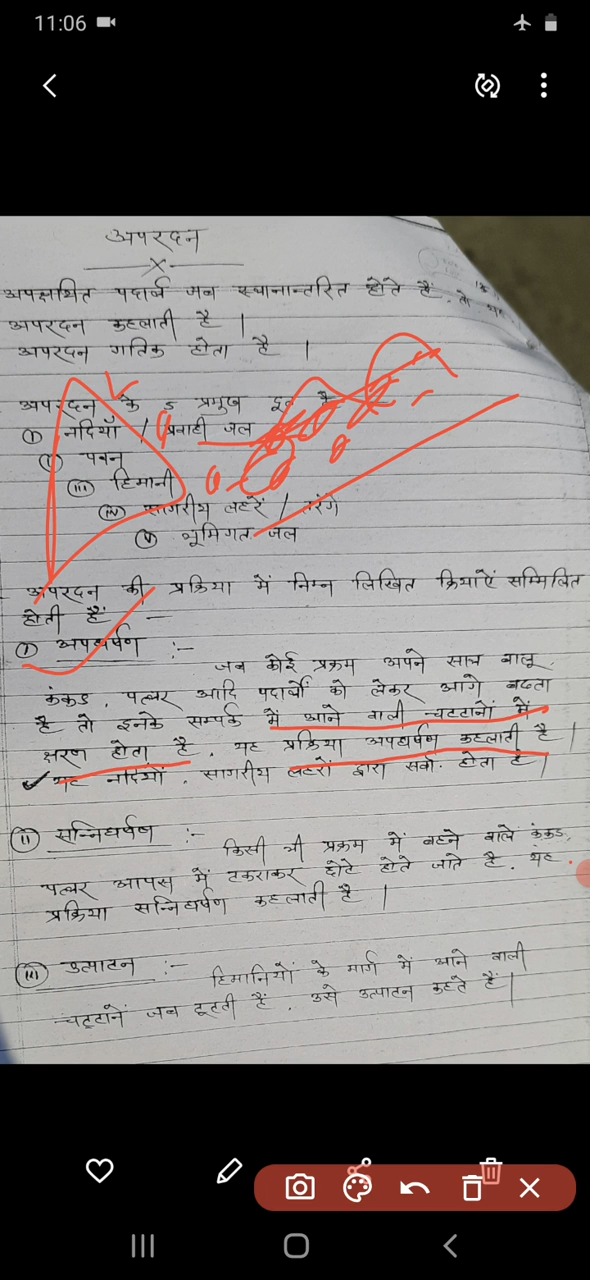 11:06
अपरदन
अपक्षयित पदार्थ जब स्थानान्तरित होते हैं. तो यह
अपरदन कहलाती है |
अपरदन गतिक होता है |
अपरदन के 5 प्रमुख दूत है
(i) नदियाँ / प्रवाही जल
पवन
(iii) हिमानी
(iv) सागरीय लहरें / तरंगे
(v) भूमिगत जल
अपरदन की प्रक्रिया में निम्न लिखित क्रियाऐं सम्मिलित
होती हैं -
(i) अपघर्षण :-
जब कोई प्रक्रम अपने साथ बालू,
कंकड, पत्थर आदि पदार्थों को लेकर आगे बढता
है तो इनके सम्पर्क में आने वाली चट्टानों में
क्षरण होता है. यह प्रक्रिया अपघर्षण कहलाती है |
यह नदियों, सागरीय लहरों द्वारा सर्वा. होता है |
(ii) सन्निघर्षण :-
किसी भी प्रक्रम में बहने वाले कंकड,
पत्थर आपस में टकराकर छोटे होते जाते है. यह
प्रक्रिया सन्निघर्षण कहलाती है |
(iii) उत्पाटन :-
हिमानियों के मार्ग में आने वाली
चट्टानें जब टूटती हैं. उसे उत्पाटन कहते हैं |